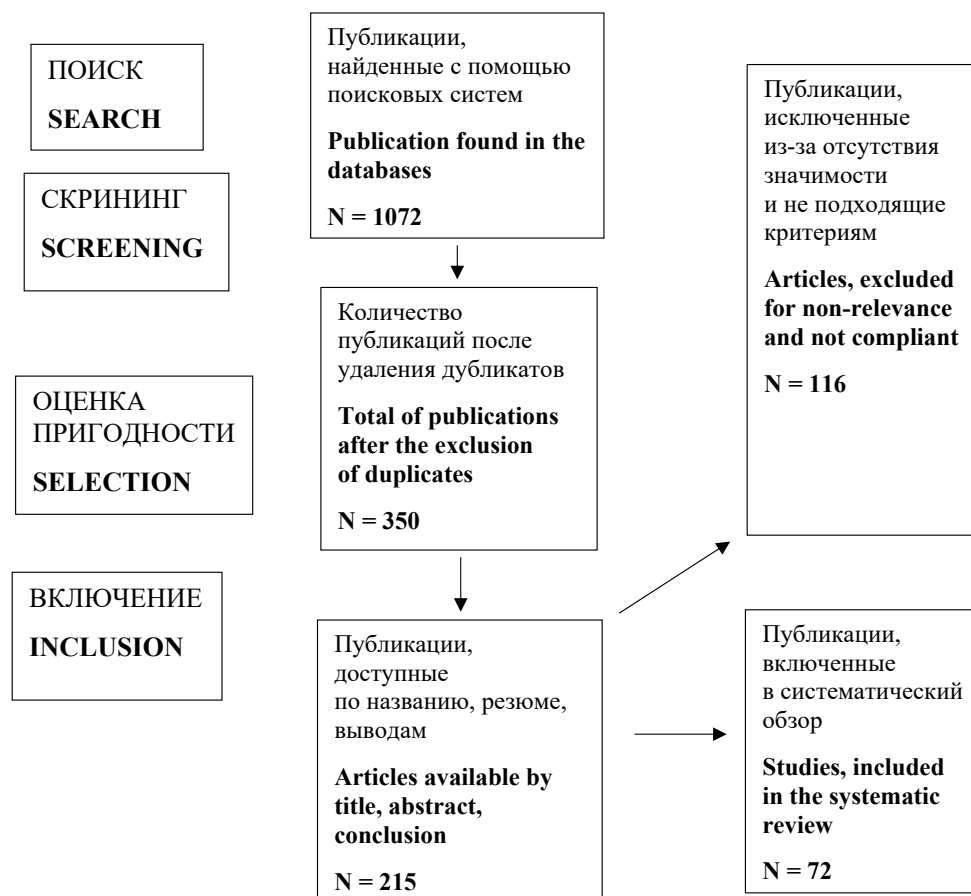 ПОИСК
SEARCH
СКРИНИНГ
SCREENING
ОЦЕНКА
ПРИГОДНОСТИ
SELECTION
ВКЛЮЧЕНИЕ
INCLUSION
Публикации,
найденные с помощью
поисковых систем
Publication found in the
databases
N = 1072
Количество
публикаций после
удаления дубликатов
Total of publications
after the exclusion
of duplicates
N = 350
Публикации,
доступные
по названию, резюме,
выводам
Articles available by
title, abstract,
conclusion
N = 215
Публикации,
исключенные
из-за отсутствия
значимости
и не подходящие
критериям
Articles, excluded
for non-relevance
and not compliant
N = 116
Публикации,
включенные
в систематический
обзор
Studies, included
in the systematic
review
N = 72